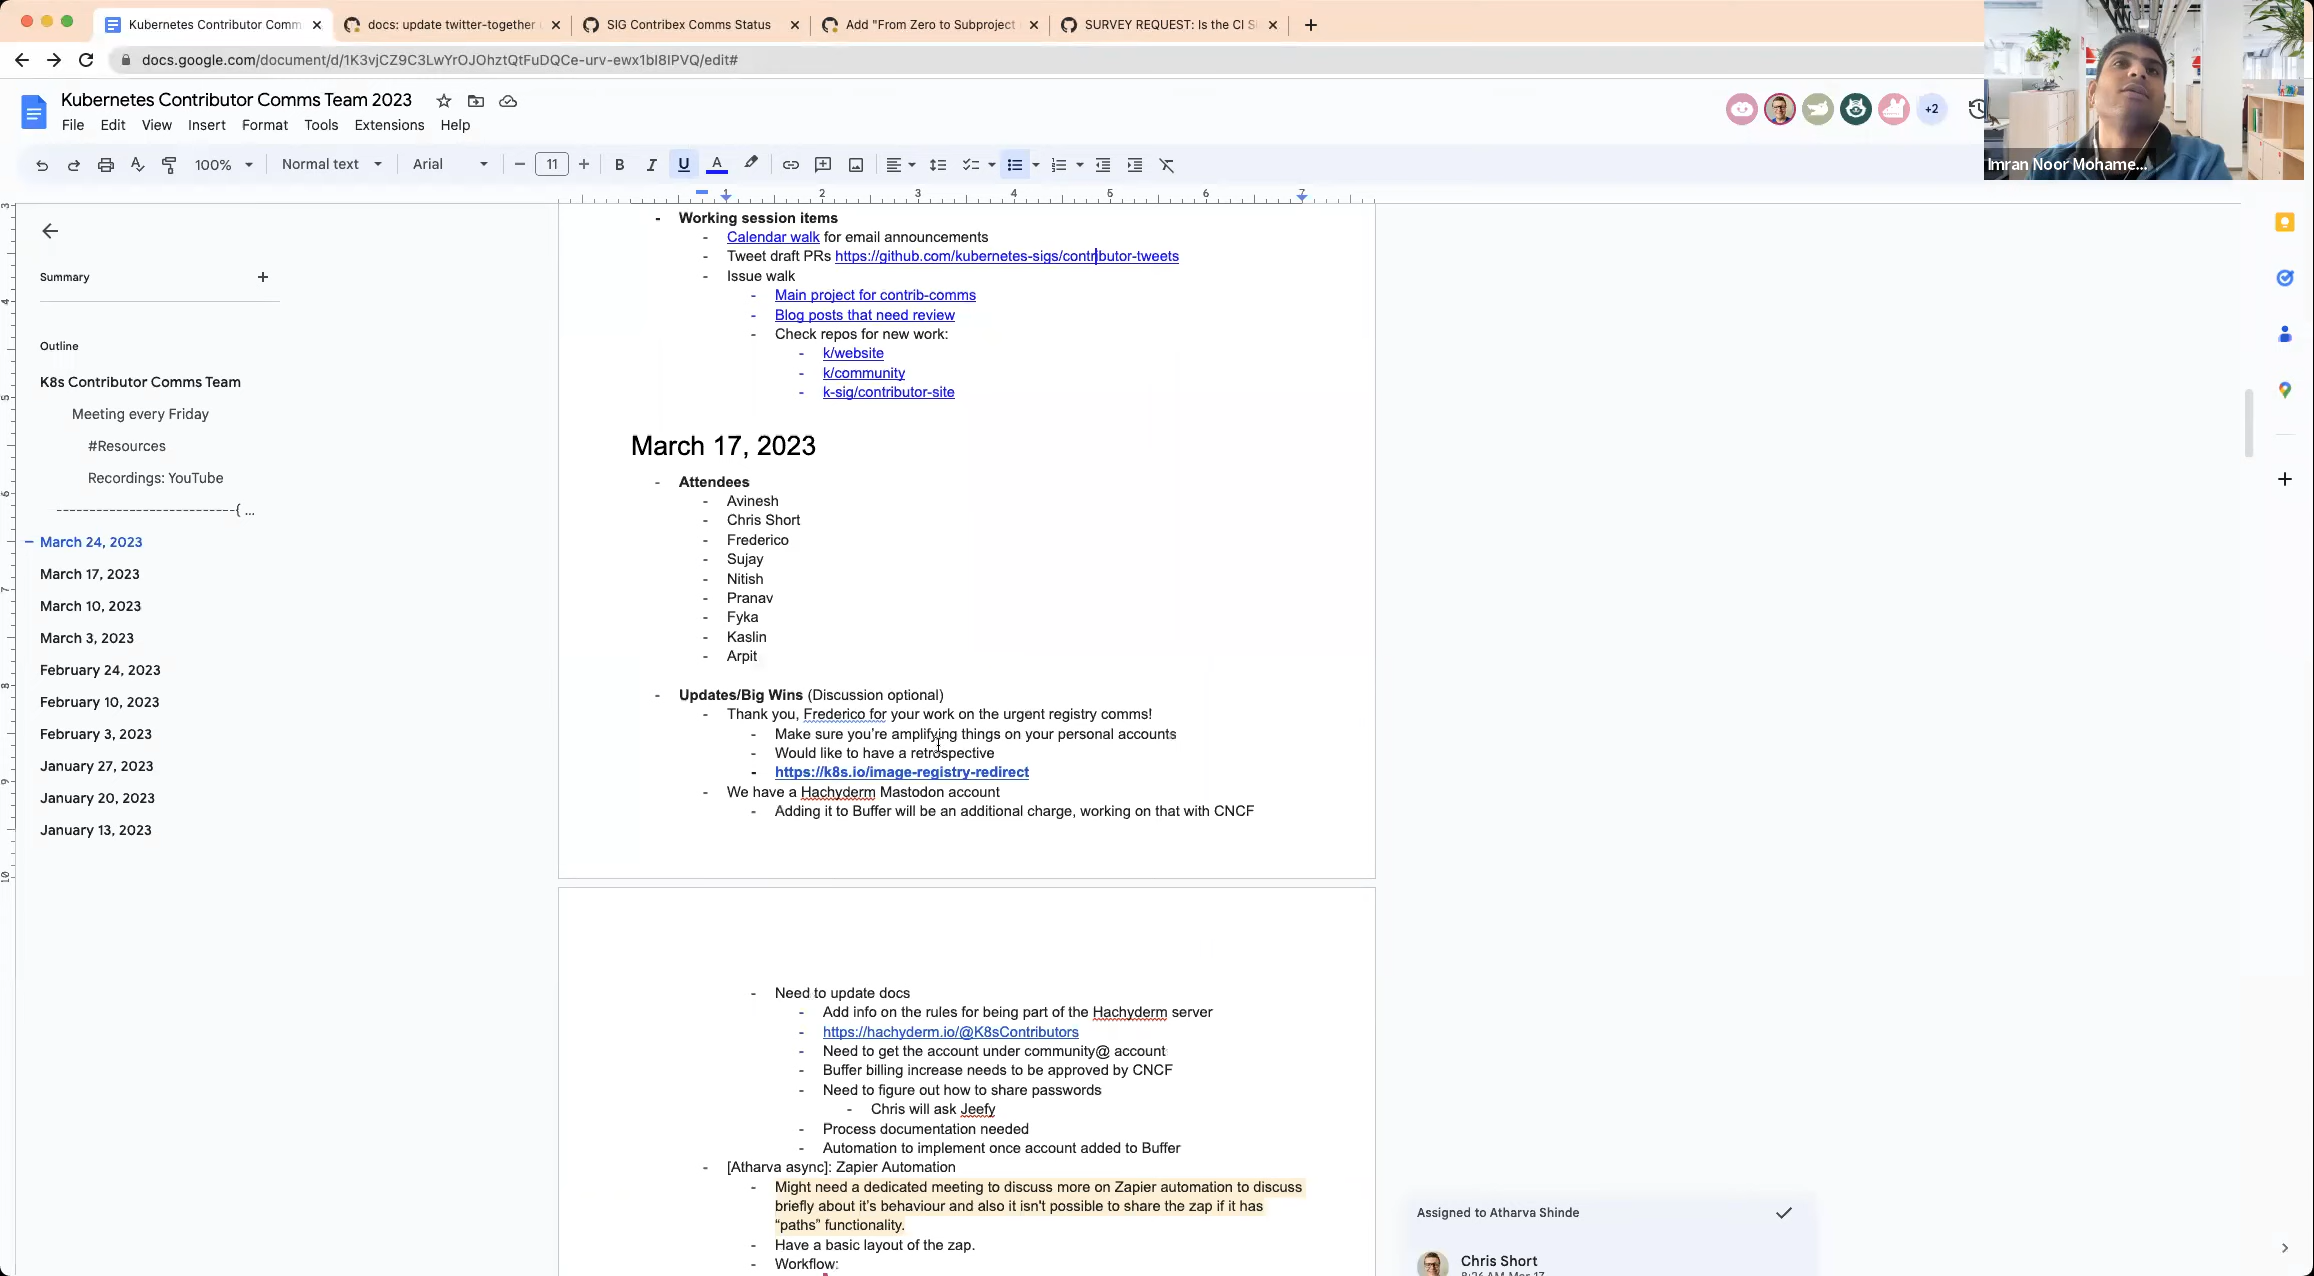 Kubernetes Contributor Comm
docs: update twitter-together
SIG Contribex Comms Status
Add "From Zero to Subproject
SURVEY REQUEST: Is the CI S
docs.google.com/document/d/1K3vjCZ9C3LwYrOJOhztQtFuDQCe-urv-ewx1bI8IPVQ/edit#
Kubernetes Contributor Comms Team 2023
+2
File Edit View Insert Format Tools Extensions Help
100% Normal text Arial 11 B I U A
Imran Noor Mohame...
1 2 3 4 5 6 7
3
4
5
6
7
8
9
10
Summary
Outline
K8s Contributor Comms Team
Meeting every Friday
#Resources
Recordings: YouTube
---------------------------( ...
March 24, 2023
March 17, 2023
March 10, 2023
March 3, 2023
February 24, 2023
February 10, 2023
February 3, 2023
January 27, 2023
January 20, 2023
January 13, 2023
- Working session items
- Calendar walk for email announcements
- Tweet draft PRs https://github.com/kubernetes-sigs/contributor-tweets
- Issue walk
- Main project for contrib-comms
- Blog posts that need review
- Check repos for new work:
- k/website
- k/community
- k-sig/contributor-site
March 17, 2023
- Attendees
- Avinesh
- Chris Short
- Frederico
- Sujay
- Nitish
- Pranav
- Fyka
- Kaslin
- Arpit
- Updates/Big Wins (Discussion optional)
- Thank you, Frederico for your work on the urgent registry comms!
- Make sure you're amplifying things on your personal accounts
- Would like to have a retrospective
- https://k8s.io/image-registry-redirect
- We have a Hachyderm Mastodon account
- Adding it to Buffer will be an additional charge, working on that with CNCF
- Need to update docs
- Add info on the rules for being part of the Hachyderm server
- https://hachyderm.io/@K8sContributors
- Need to get the account under community@ account
- Buffer billing increase needs to be approved by CNCF
- Need to figure out how to share passwords
- Chris will ask Jeefy
- Process documentation needed
- Automation to implement once account added to Buffer
- [Atharva async]: Zapier Automation
- Might need a dedicated meeting to discuss more on Zapier automation to discuss
briefly about it's behaviour and also it isn't possible to share the zap if it has
“paths” functionality.
- Have a basic layout of the zap.
- Workflow:
Assigned to Atharva Shinde
Chris Short